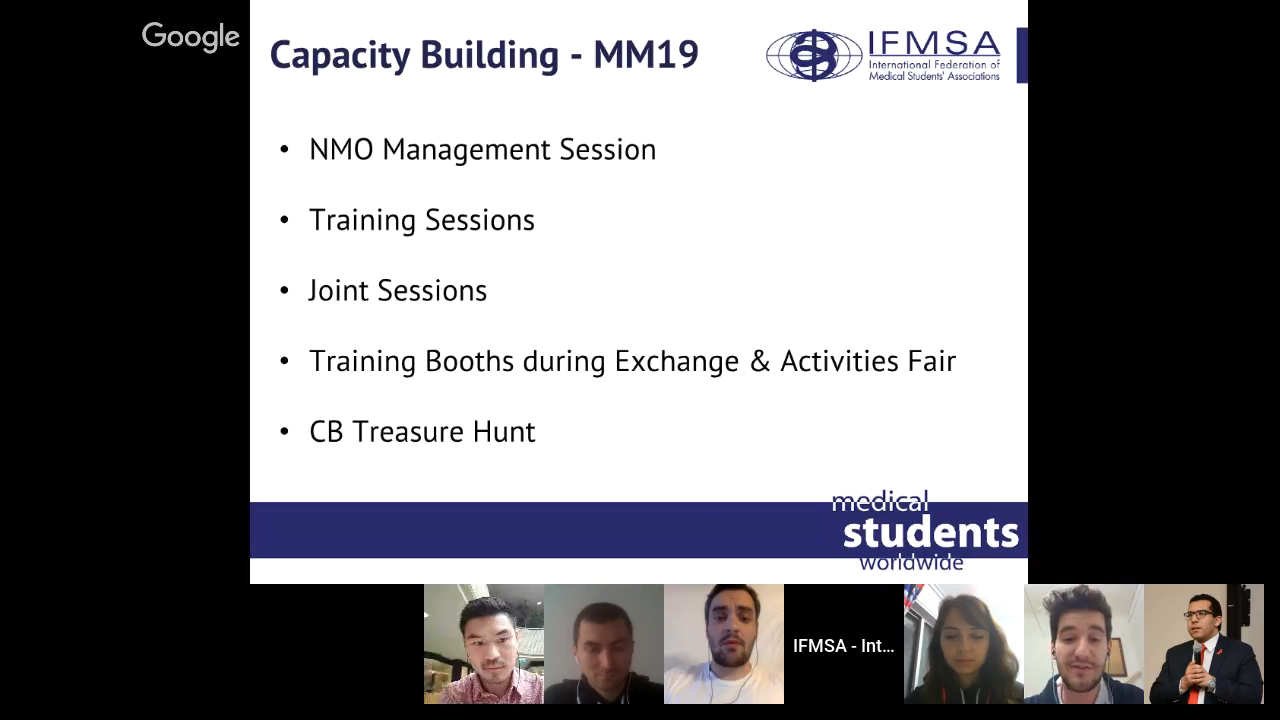 Google
Capacity Building - MM19
IFMSA
International Federation of
Medical Students' Associations
• NMO Management Session
• Training Sessions
• Joint Sessions
• Training Booths during Exchange & Activities Fair
• CB Treasure Hunt
medical
students
worldwide
IFMSA - Int...